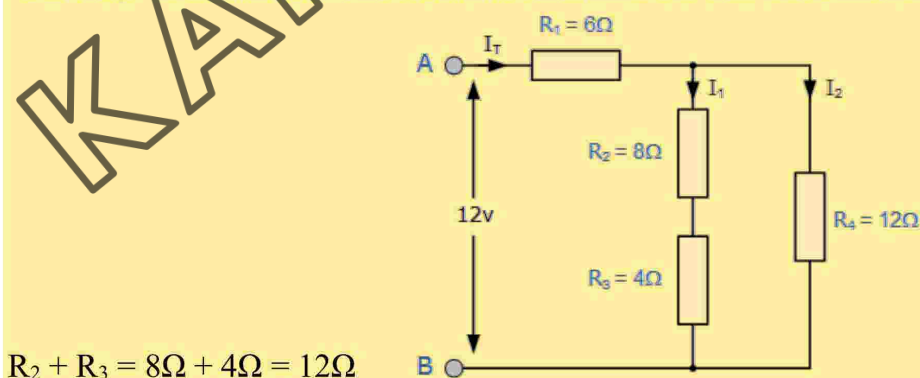 KA
R₁ = 6Ω
A
I_T
I₁
I₂
R₂ = 8Ω
12v
R₄ = 12Ω
R₃ = 4Ω
R₂ + R₃ = 8Ω + 4Ω = 12Ω
B